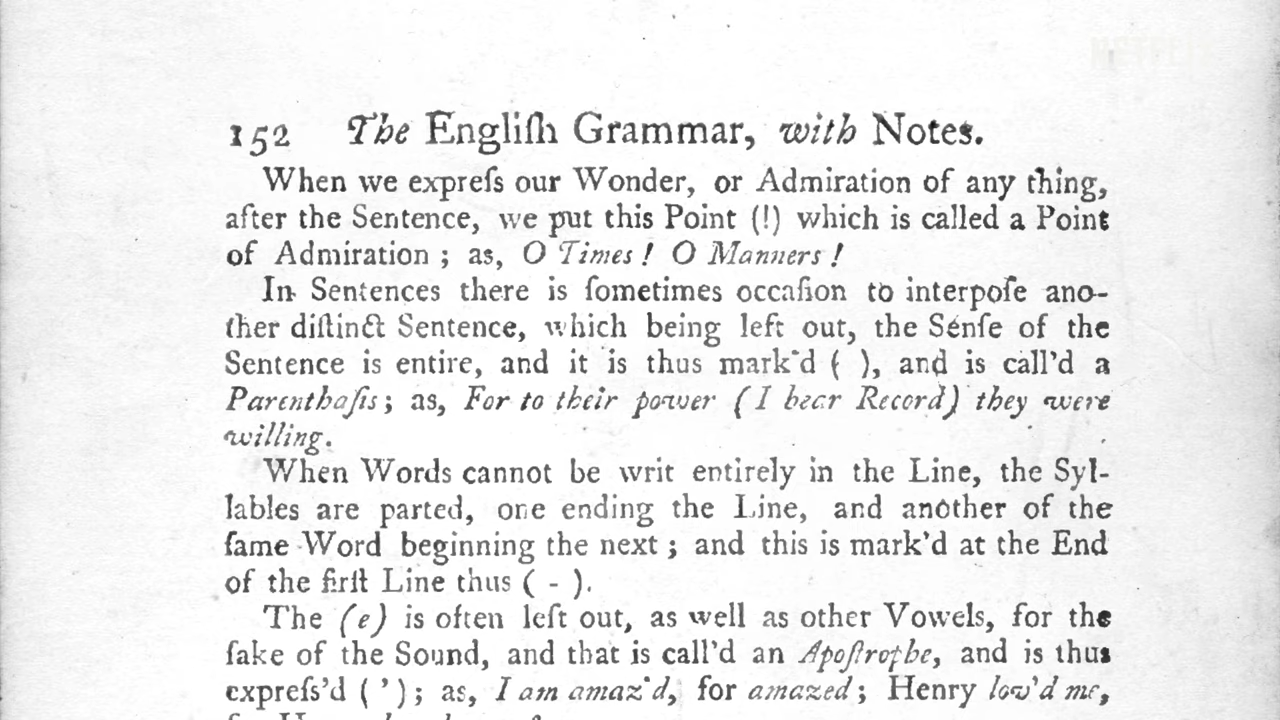 152 The Engliſh Grammar, with Notes.
When we expreſs our Wonder, or Admiration of any thing,
after the Sentence, we put this Point (!) which is called a Point
of Admiration ; as, O Times ! O Manners !
In Sentences there is ſometimes occaſion to interpoſe ano-
ther diſtinct Sentence, which being left out, the Senſe of the
Sentence is entire, and it is thus mark'd ( ), and is call'd a
Parenthaſis ; as, For to their power (I bear Record) they were
willing.
When Words cannot be writ entirely in the Line, the Syl-
lables are parted, one ending the Line, and another of the
ſame Word beginning the next ; and this is mark'd at the End
of the firſt Line thus ( - ).
The (e) is often left out, as well as other Vowels, for the
ſake of the Sound, and that is call'd an Apoſtrophe, and is thus
expreſs'd ( ' ) ; as, I am amaz'd, for amazed ; Henry lov'd me,
NETFLIX